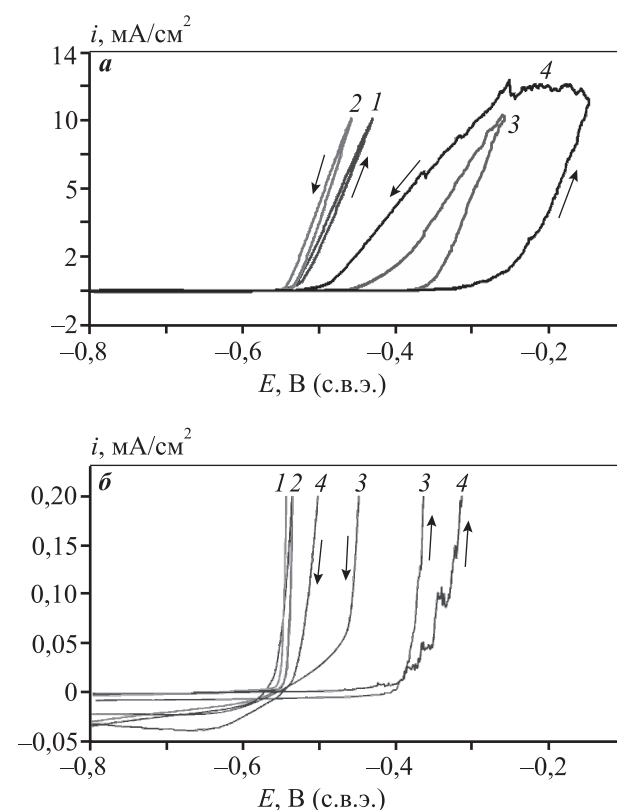 i, мА/см²
а
14
10
5
2
–2
2 1
4
3
–0,8 –0,6 –0,4 –0,2
E, В (с.в.э.)
i, мА/см²
б
0,20
0,15
0,10
0,05
0
–0,05
1 2 4 3 3 4
–0,8 –0,6 –0,4 –0,2
E, В (с.в.э.)